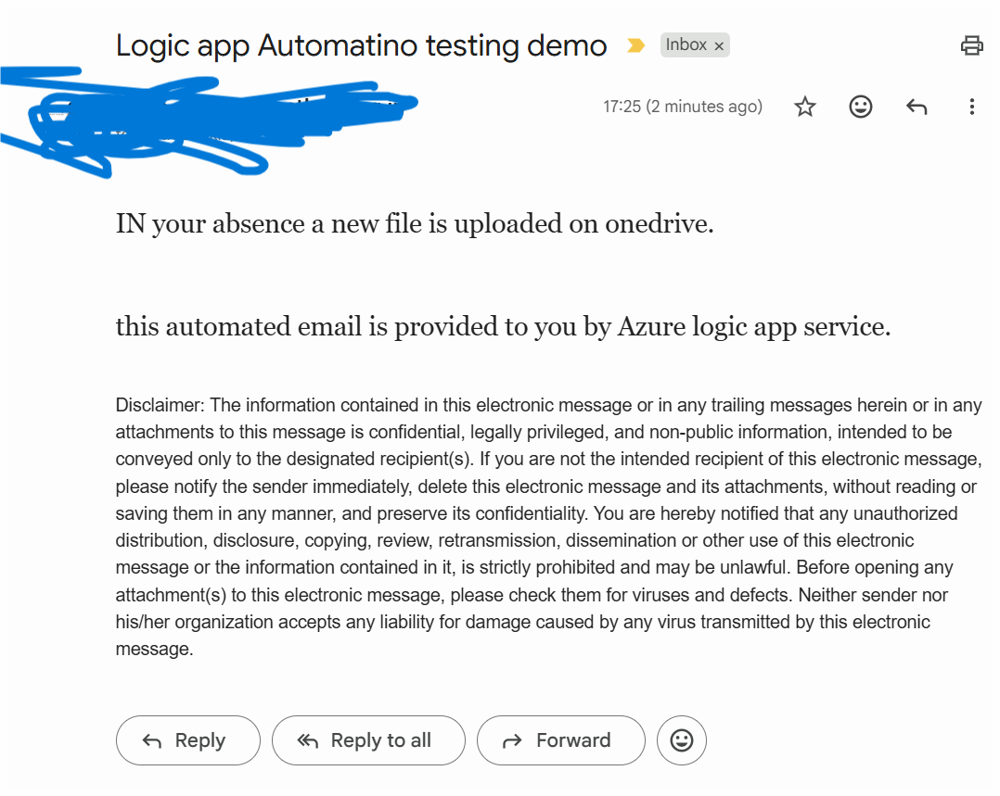 Logic app Automatino testing demo Inbox ×
17:25 (2 minutes ago)
IN your absence a new file is uploaded on onedrive.
this automated email is provided to you by Azure logic app service.
Disclaimer: The information contained in this electronic message or in any trailing messages herein or in any
attachments to this message is confidential, legally privileged, and non-public information, intended to be
conveyed only to the designated recipient(s). If you are not the intended recipient of this electronic message,
please notify the sender immediately, delete this electronic message and its attachments, without reading or
saving them in any manner, and preserve its confidentiality. You are hereby notified that any unauthorized
distribution, disclosure, copying, review, retransmission, dissemination or other use of this electronic
message or the information contained in it, is strictly prohibited and may be unlawful. Before opening any
attachment(s) to this electronic message, please check them for viruses and defects. Neither sender nor
his/her organization accepts any liability for damage caused by any virus transmitted by this electronic
message.
Reply Reply to all Forward